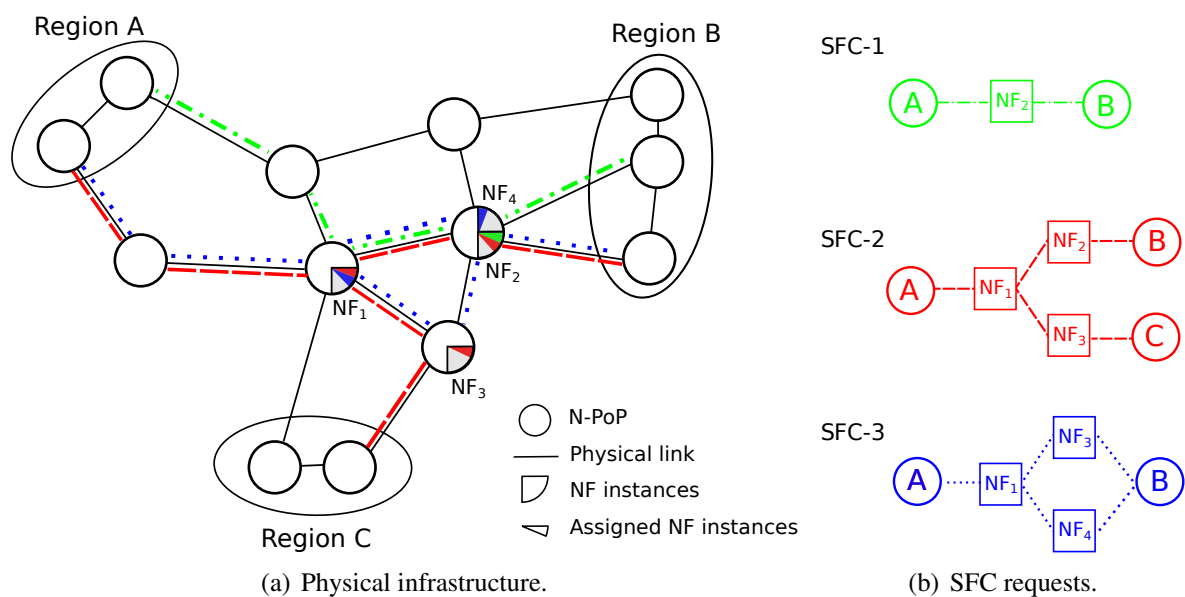 Region A
Region B
NF4
NF2
NF1
NF3
Region C
N-PoP
Physical link
NF instances
Assigned NF instances
(a) Physical infrastructure.
SFC-1
A NF2 B
SFC-2
NF2 B
A NF1
NF3 C
SFC-3
NF3
A NF1 B
NF4
(b) SFC requests.